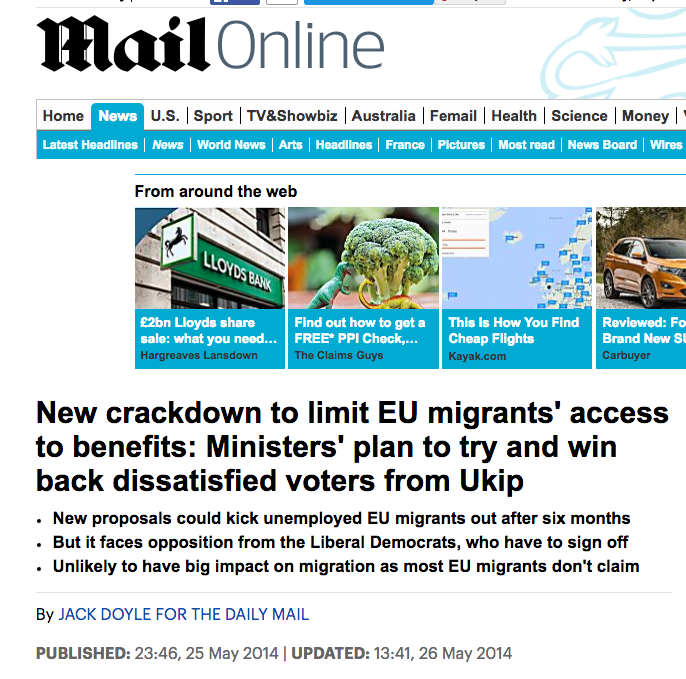 Mail Online
Home News U.S. Sport TV&Showbiz Australia Femail Health Science Money
Latest Headlines News World News Arts Headlines France Pictures Most read News Board Wires
From around the web
LLOYDS BANK
£2bn Lloyds share
sale: what you need...
Hargreaves Lansdown
Find out how to get a
FREE* PPI Check,...
The Claims Guys
This Is How You Find
Cheap Flights
Kayak.com
Reviewed: Fo
Brand New SU
Carbuyer
New crackdown to limit EU migrants' access
to benefits: Ministers' plan to try and win
back dissatisfied voters from Ukip
• New proposals could kick unemployed EU migrants out after six months
• But it faces opposition from the Liberal Democrats, who have to sign off
• Unlikely to have big impact on migration as most EU migrants don't claim
By JACK DOYLE FOR THE DAILY MAIL
PUBLISHED: 23:46, 25 May 2014 | UPDATED: 13:41, 26 May 2014